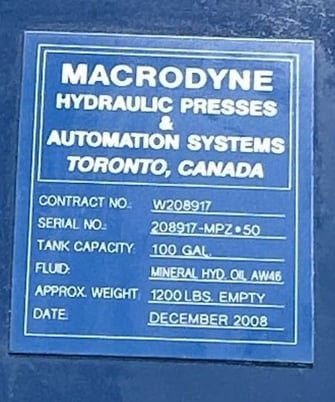 MACRODYNE
HYDRAULIC PRESSES
&
AUTOMATION SYSTEMS
TORONTO, CANADA
CONTRACT NO.: W208917
SERIAL NO.: 208917-MPZ•50
TANK CAPACITY: 100 GAL.
FLUID: MINERAL HYD. OIL AW46
APPROX. WEIGHT: 1200 LBS. EMPTY
DATE: DECEMBER 2008